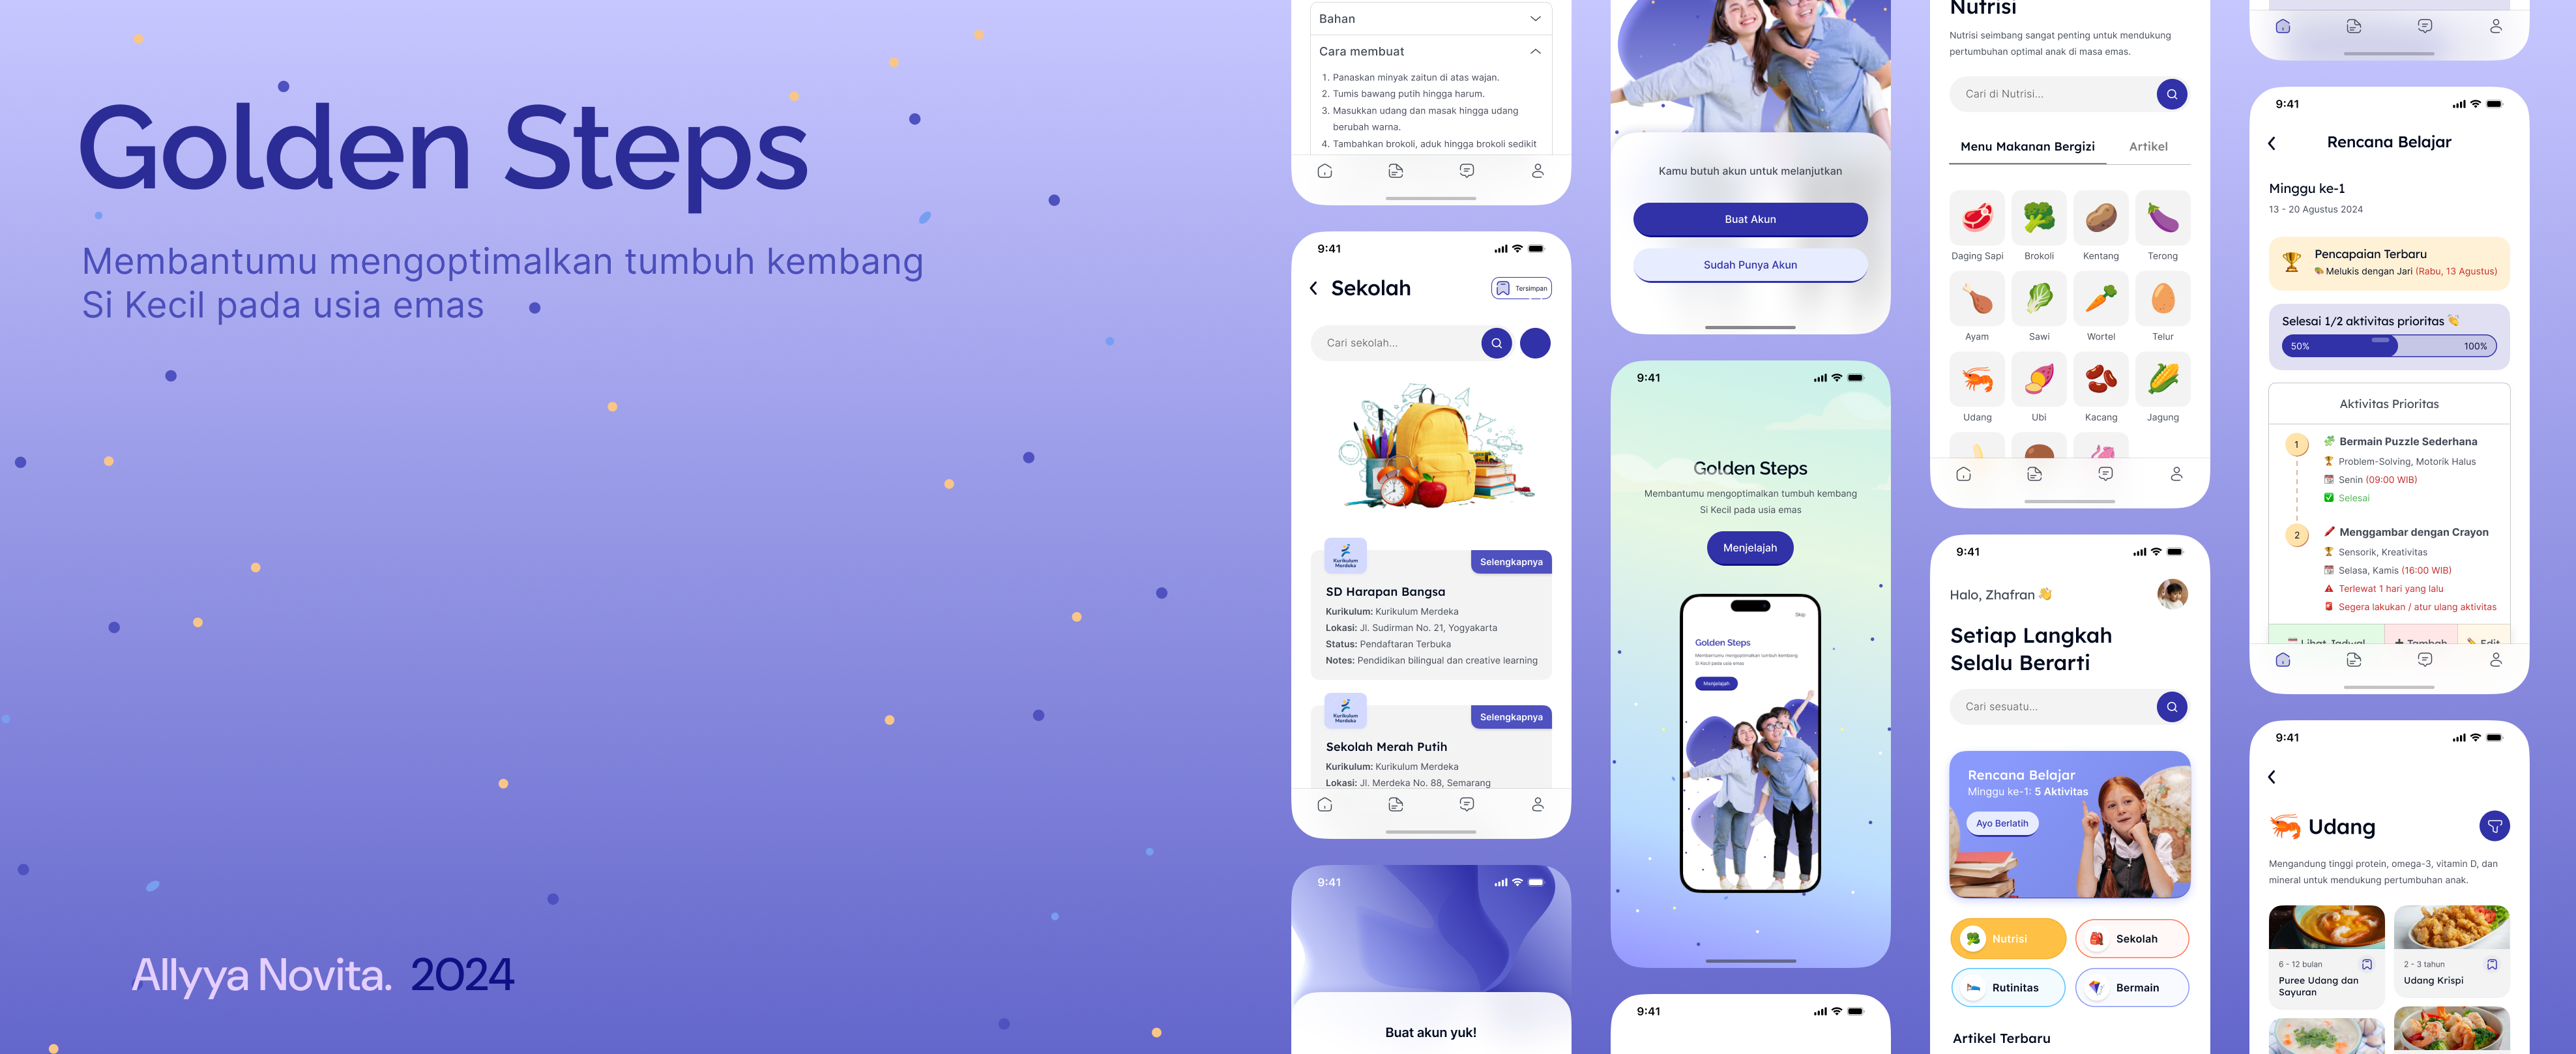 Golden Steps
Membantumu mengoptimalkan tumbuh kembang
Si Kecil pada usia emas
Allyya Novita. 2024
Bahan
Cara membuat
1. Panaskan minyak zaitun di atas wajan.
2. Tumis bawang putih hingga harum.
3. Masukkan udang dan masak hingga udang
berubah warna.
4. Tambahkan brokoli, aduk hingga brokoli sedikit
9:41
Sekolah
Tersimpan
Cari sekolah...
Kurikulum
Merdeka
Selengkapnya
SD Harapan Bangsa
Kurikulum: Kurikulum Merdeka
Lokasi: Jl. Sudirman No. 21, Yogyakarta
Status: Pendaftaran Terbuka
Notes: Pendidikan bilingual dan creative learning
Kurikulum
Merdeka
Selengkapnya
Sekolah Merah Putih
Kurikulum: Kurikulum Merdeka
Lokasi: Jl. Merdeka No. 88, Semarang
9:41
Buat akun yuk!
Kamu butuh akun untuk melanjutkan
Buat Akun
Sudah Punya Akun
9:41
Golden Steps
Membantumu mengoptimalkan tumbuh kembang
Si Kecil pada usia emas
Menjelajah
Skip
Golden Steps
Membantumu mengoptimalkan tumbuh kembang
Si Kecil pada usia emas
Menjelajah
9:41
Nutrisi
Nutrisi seimbang sangat penting untuk mendukung
pertumbuhan optimal anak di masa emas.
Cari di Nutrisi...
Menu Makanan Bergizi Artikel
Daging Sapi Brokoli Kentang Terong
Ayam Sawi Wortel Telur
Udang Ubi Kacang Jagung
9:41
Halo, Zhafran 👋
Setiap Langkah
Selalu Berarti
Cari sesuatu...
Rencana Belajar
Minggu ke-1: 5 Aktivitas
Ayo Berlatih
Nutrisi Sekolah
Rutinitas Bermain
Artikel Terbaru
9:41
Rencana Belajar
Minggu ke-1
13 - 20 Agustus 2024
Pencapaian Terbaru
Melukis dengan Jari (Rabu, 13 Agustus)
Selesai 1/2 aktivitas prioritas 👏
50% 100%
Aktivitas Prioritas
1 Bermain Puzzle Sederhana
Problem-Solving, Motorik Halus
Senin (09:00 WIB)
Selesai
2 Menggambar dengan Crayon
Sensorik, Kreativitas
Selasa, Kamis (16:00 WIB)
Terlewat 1 hari yang lalu
Segera lakukan / atur ulang aktivitas
Lihat Jadwal Tambah Edit
9:41
Udang
Mengandung tinggi protein, omega-3, vitamin D, dan
mineral untuk mendukung pertumbuhan anak.
6 - 12 bulan
Puree Udang dan
Sayuran
2 - 3 tahun
Udang Krispi